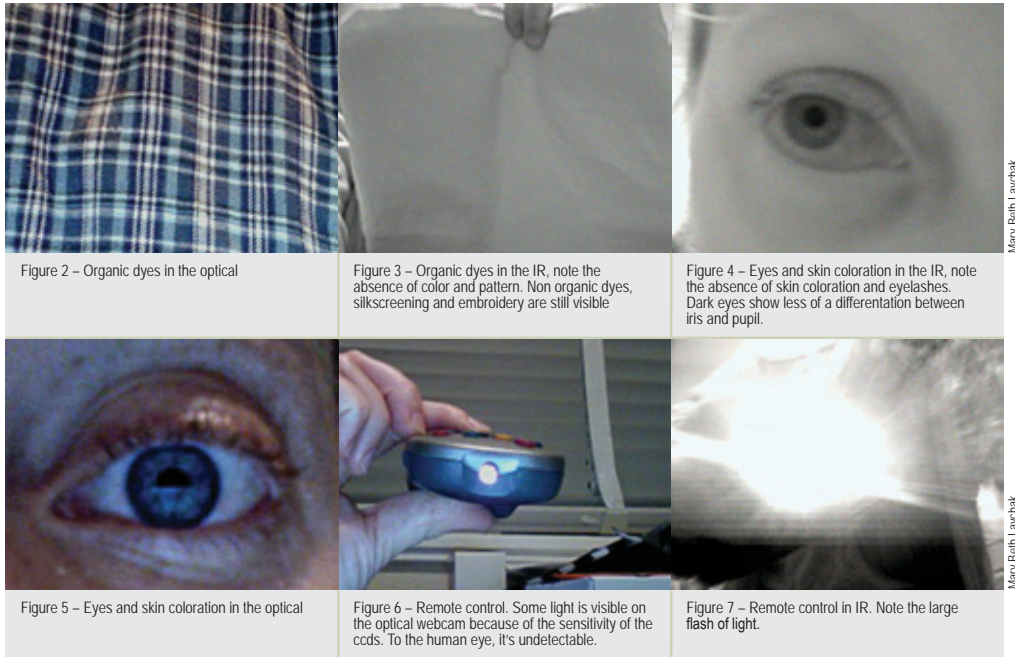 Figure 2 – Organic dyes in the optical
Figure 3 – Organic dyes in the IR, note the
absence of color and pattern. Non organic dyes,
silkscreening and embroidery are still visible
Figure 4 – Eyes and skin coloration in the IR, note
the absence of skin coloration and eyelashes.
Dark eyes show less of a differentation between
iris and pupil.
Mary Beth Laychak
Figure 5 – Eyes and skin coloration in the optical
Figure 6 – Remote control. Some light is visible on
the optical webcam because of the sensitivity of the
ccds. To the human eye, it's undetectable.
Figure 7 – Remote control in IR. Note the large
flash of light.
Mary Beth Laychak